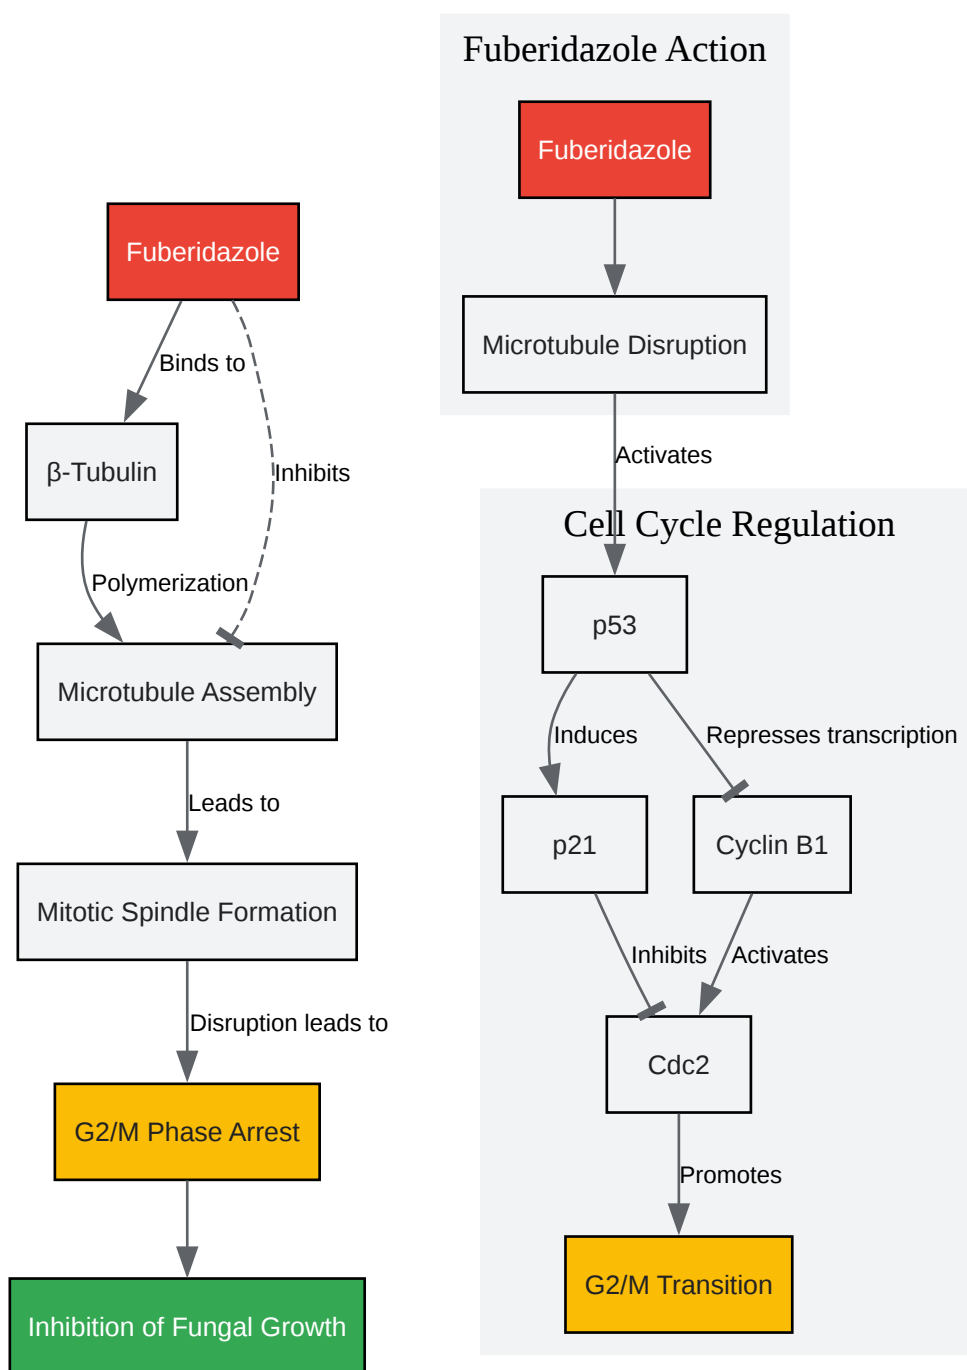 Fuberidazole
Binds to
Inhibits
β-Tubulin
Polymerization
Microtubule Assembly
Leads to
Mitotic Spindle Formation
Disruption leads to
G2/M Phase Arrest
Inhibition of Fungal Growth
Fuberidazole Action
Fuberidazole
Microtubule Disruption
Activates
Cell Cycle Regulation
p53
Induces
Represses transcription
p21
Cyclin B1
Inhibits
Activates
Cdc2
Promotes
G2/M Transition